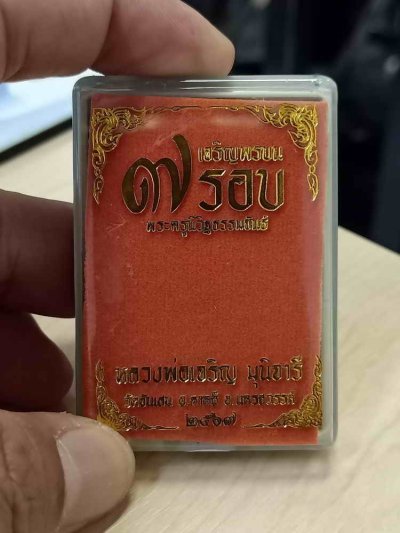 เจริญพรบน
๗ รอบ
หลวงพ่อเจริญ มุนิจารี
วัดจันเสน อ.ตาคลี จ.นครสวรรค์
๒๕๖๗